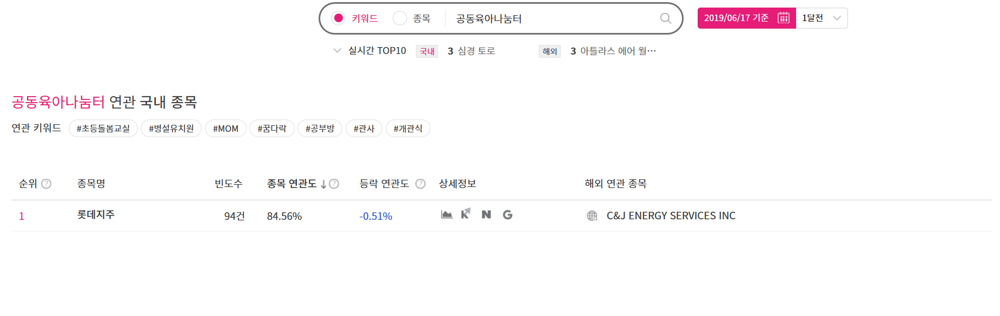 키워드 종목 공동육아나눔터 2019/06/17 기준 1달전
실시간 TOP10 국내 3 심경 토로 해외 3 아틀라스 에어 월···
공동육아나눔터 연관 국내 종목
연관 키워드 #초등돌봄교실 #병설유치원 #MOM #꿈다락 #공부방 #관사 #개관식
순위 ? 종목명 빈도수 종목 연관도 ↓ ? 등락 연관도 ? 상세정보 해외 연관 종목
1 롯데지주 94건 84.56% -0.51% K N G C&J ENERGY SERVICES INC